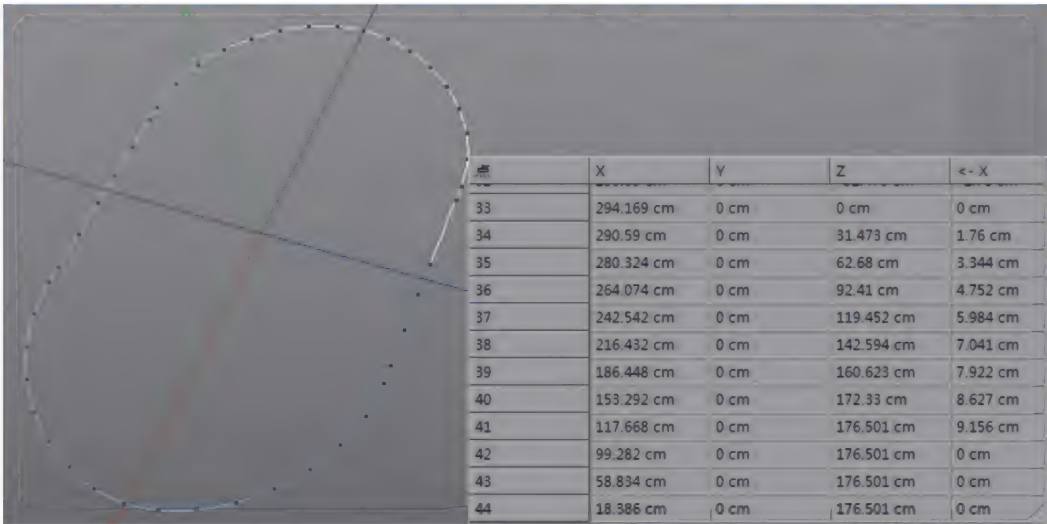 X Y Z <- X
33 294.169 cm 0 cm 0 cm 0 cm
34 290.59 cm 0 cm 31.473 cm 1.76 cm
35 280.324 cm 0 cm 62.68 cm 3.344 cm
36 264.074 cm 0 cm 92.41 cm 4.752 cm
37 242.542 cm 0 cm 119.452 cm 5.984 cm
38 216.432 cm 0 cm 142.594 cm 7.041 cm
39 186.448 cm 0 cm 160.623 cm 7.922 cm
40 153.292 cm 0 cm 172.33 cm 8.627 cm
41 117.668 cm 0 cm 176.501 cm 9.156 cm
42 99.282 cm 0 cm 176.501 cm 0 cm
43 58.834 cm 0 cm 176.501 cm 0 cm
44 18.386 cm 0 cm 176.501 cm 0 cm